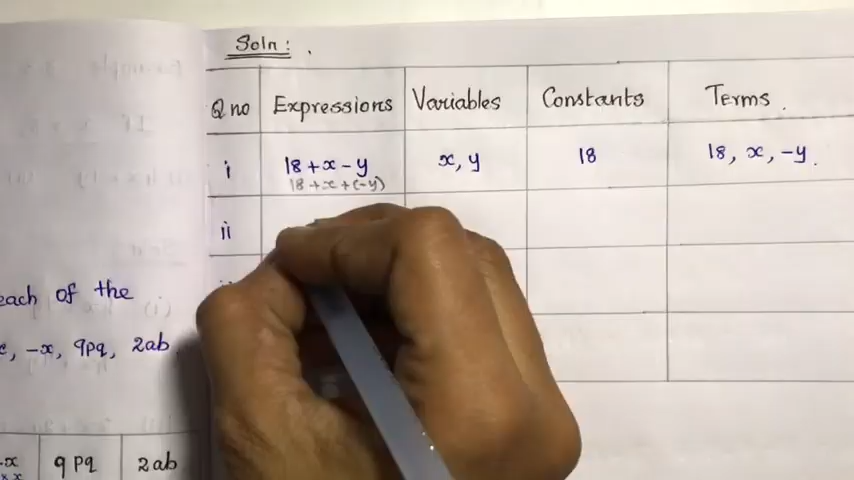 Soln: .
Q no Expressions Variables Constants Terms .
i 18 + x - y x, y 18 18, x, -y .
18 + x + (-y)
ii
each of the
-x, 9pq, 2ab
-x 9pq 2ab